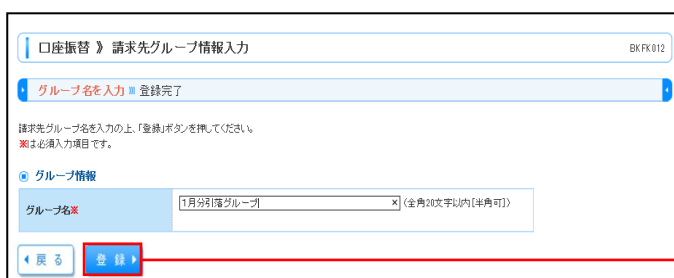 口座振替 》 請求先グループ情報入力 BKFK012
グループ名を入力 登録完了
請求先グループ名を入力の上、「登録」ボタンを押してください。
※は必須入力項目です。
グループ情報
グループ名※ 1月分引落グループ × (全角20文字以内[半角可])
戻る 登録